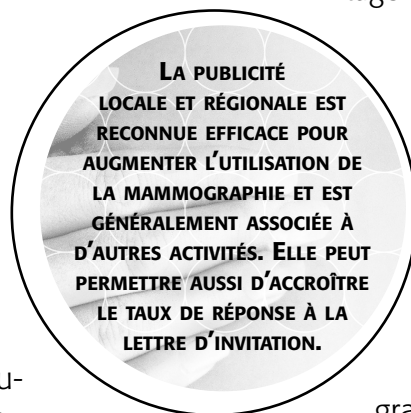 LA PUBLICITÉ
LOCALE ET RÉGIONALE EST
RECONNUE EFFICACE POUR
AUGMENTER L'UTILISATION DE
LA MAMMOGRAPHIE ET EST
GÉNÉRALEMENT ASSOCIÉE À
D'AUTRES ACTIVITÉS. ELLE PEUT
PERMETTRE AUSSI D'ACCROÎTRE
LE TAUX DE RÉPONSE À LA
LETTRE D'INVITATION.
u-